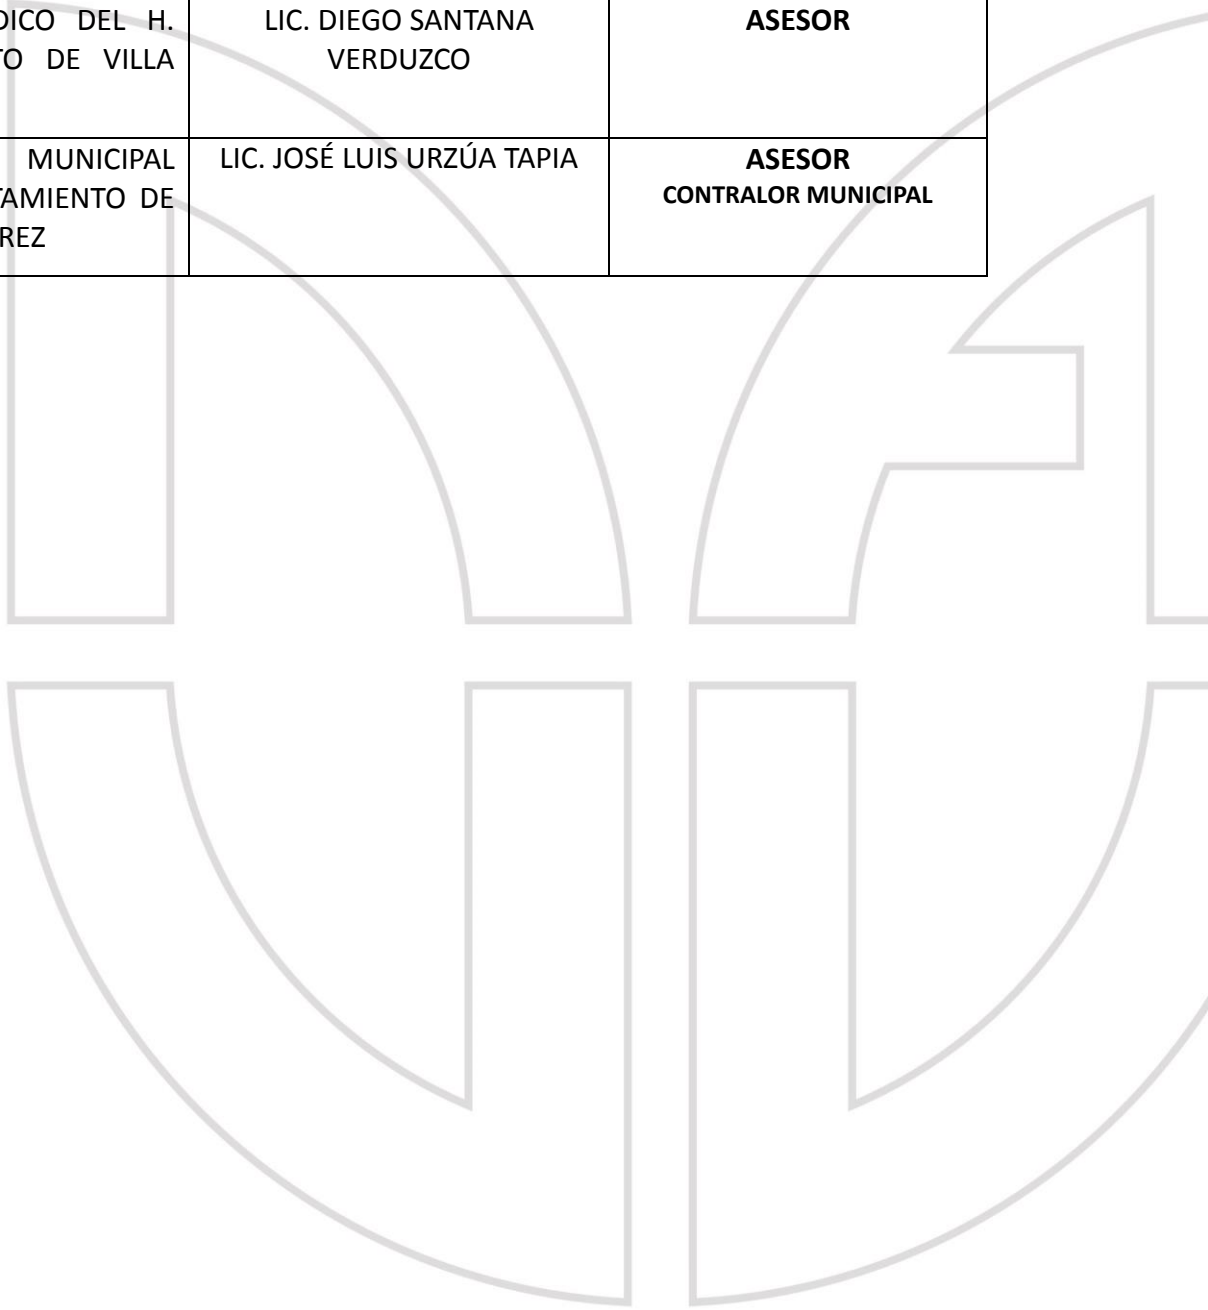 DICO DEL H.
TO DE VILLA
LIC. DIEGO SANTANA
VERDUZCO
ASESOR
MUNICIPAL
TAMIENTO DE
REZ
LIC. JOSÉ LUIS URZÚA TAPIA
ASESOR
CONTRALOR MUNICIPAL